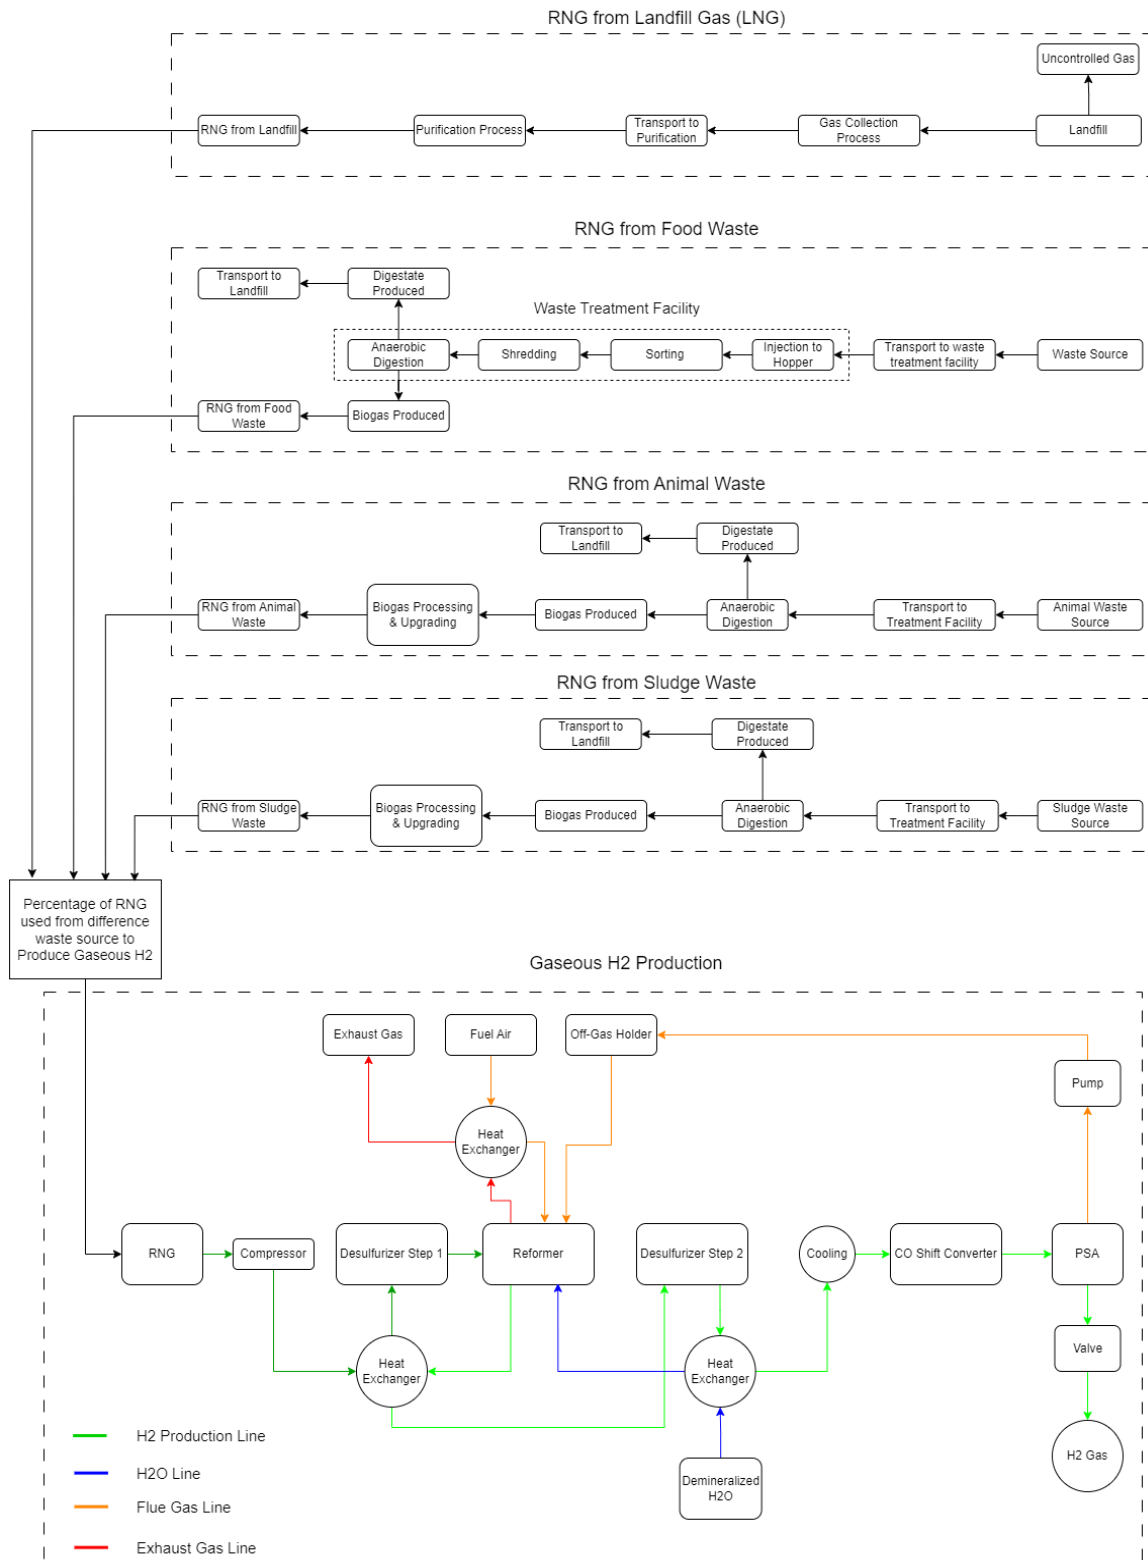 RNG from Landfill Gas (LNG)
Uncontrolled Gas
RNG from Landfill
Purification Process
Transport to
Purification
Gas Collection
Process
Landfill
RNG from Food Waste
Transport to
Landfill
Digestate
Produced
Waste Treatment Facility
Anaerobic
Digestion
Shredding
Sorting
Injection to
Hopper
Transport to waste
treatment facility
Waste Source
RNG from Food
Waste
Biogas Produced
RNG from Animal Waste
Transport to
Landfill
Digestate
Produced
RNG from Animal
Waste
Biogas Processing
& Upgrading
Biogas Produced
Anaerobic
Digestion
Transport to
Treatment Facility
Animal Waste
Source
RNG from Sludge Waste
Transport to
Landfill
Digestate
Produced
RNG from Sludge
Waste
Biogas Processing
& Upgrading
Biogas Produced
Anaerobic
Digestion
Transport to
Treatment Facility
Sludge Waste
Source
Percentage of RNG
used from difference
waste source to
Produce Gaseous H2
Gaseous H2 Production
Exhaust Gas
Fuel Air
Off-Gas Holder
Pump
Heat
Exchanger
RNG
Compressor
Desulfurizer Step 1
Reformer
Desulfurizer Step 2
Cooling
CO Shift Converter
PSA
Heat
Exchanger
Heat
Exchanger
Valve
H2 Gas
Demineralized
H2O
H2 Production Line
H2O Line
Flue Gas Line
Exhaust Gas Line